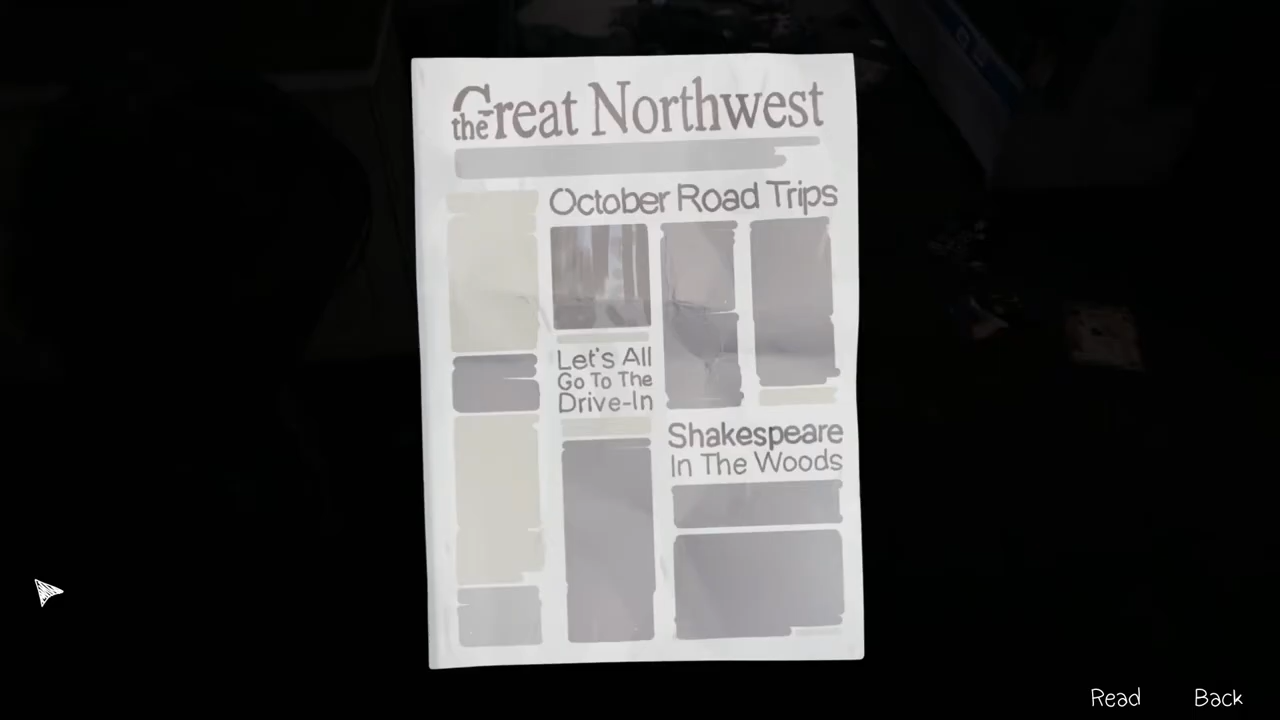 the Great Northwest
October Road Trips
Let's All
Go To The
Drive-In
Shakespeare
In The Woods
Read
Back